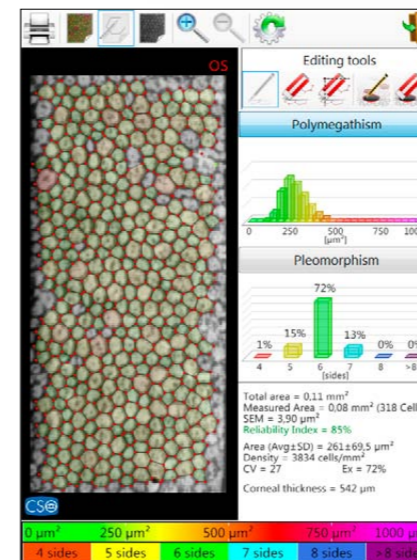 OS
Editing tools
Polymegathism
0 250 500 750 1000
[µm²]
Pleomorphism
1% 15% 72% 13% 0% 0%
4 5 6 7 8 >8
[sides]
Total area = 0,11 mm²
Measured Area = 0,08 mm² (318 Cell
SEM = 3,90 µm²
Reliability Index = 85%
Area (Avg±SD) = 261±69,5 µm²
Density = 3834 cells/mm²
CV = 27 Ex = 72%
Corneal thickness = 542 µm
CSO
0 µm² 250 µm² 500 µm² 750 µm² 1000 µm
4 sides 5 sides 6 sides 7 sides 8 sides >8 sides